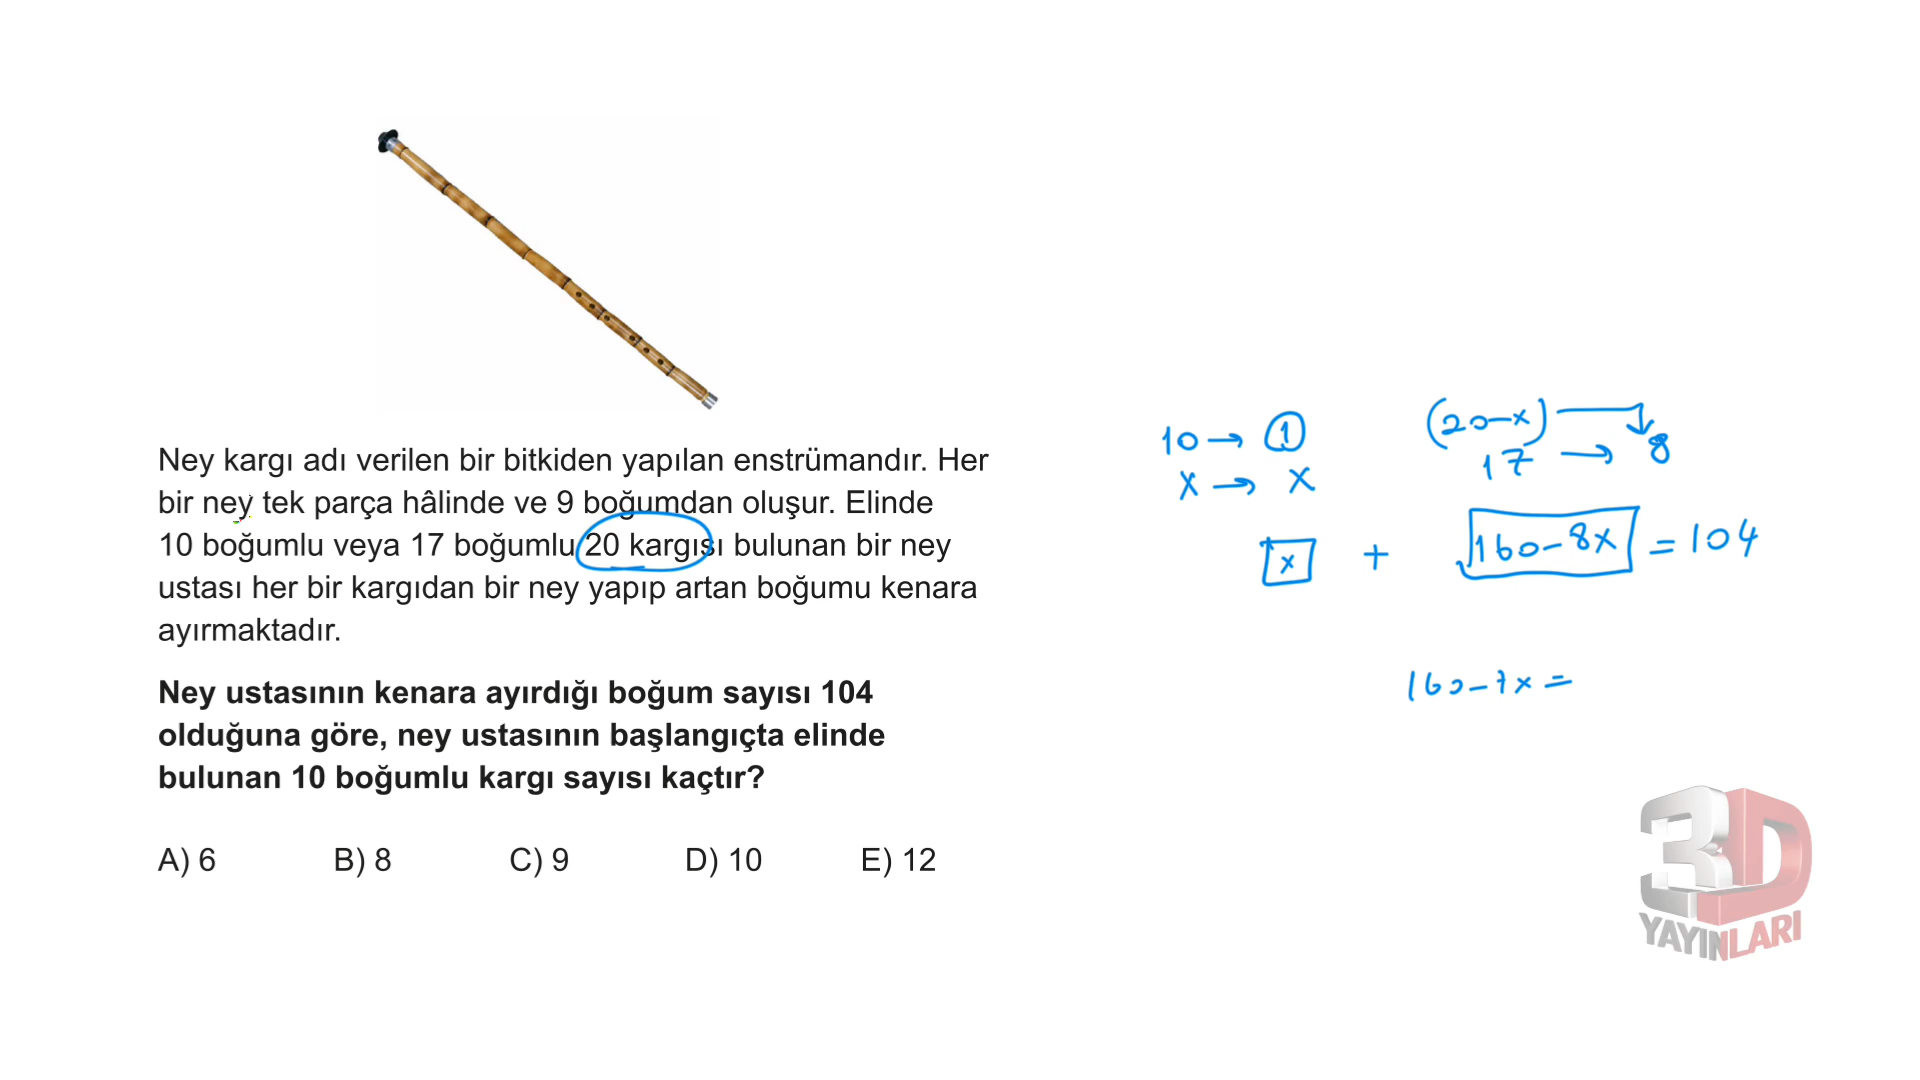 Ney kargı adı verilen bir bitkiden yapılan enstrümandır. Her
bir ney tek parça hâlinde ve 9 boğumdan oluşur. Elinde
10 boğumlu veya 17 boğumlu 20 kargısı bulunan bir ney
ustası her bir kargıdan bir ney yapıp artan boğumu kenara
ayırmaktadır.
Ney ustasının kenara ayırdığı boğum sayısı 104
olduğuna göre, ney ustasının başlangıçta elinde
bulunan 10 boğumlu kargı sayısı kaçtır?
A) 6 B) 8 C) 9 D) 10 E) 12
10 → 1
x → x
(20-x) →
17 → 8
x + 160-8x = 104
160-7x =
3D
YAYINLARI